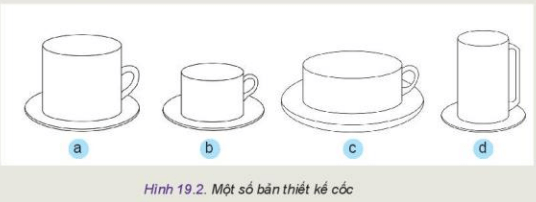 a b c d
Hình 19.2. Một số bản thiết kế cốc